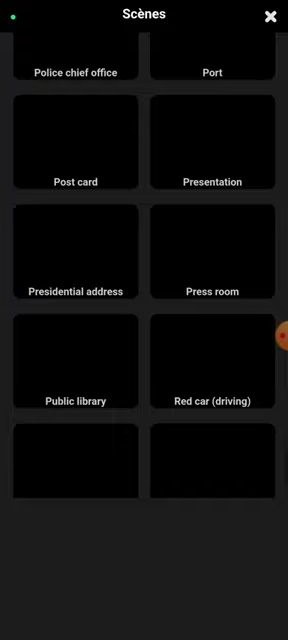 Scènes
Police chief office
Port
Post card
Presentation
Presidential address
Press room
Public library
Red car (driving)